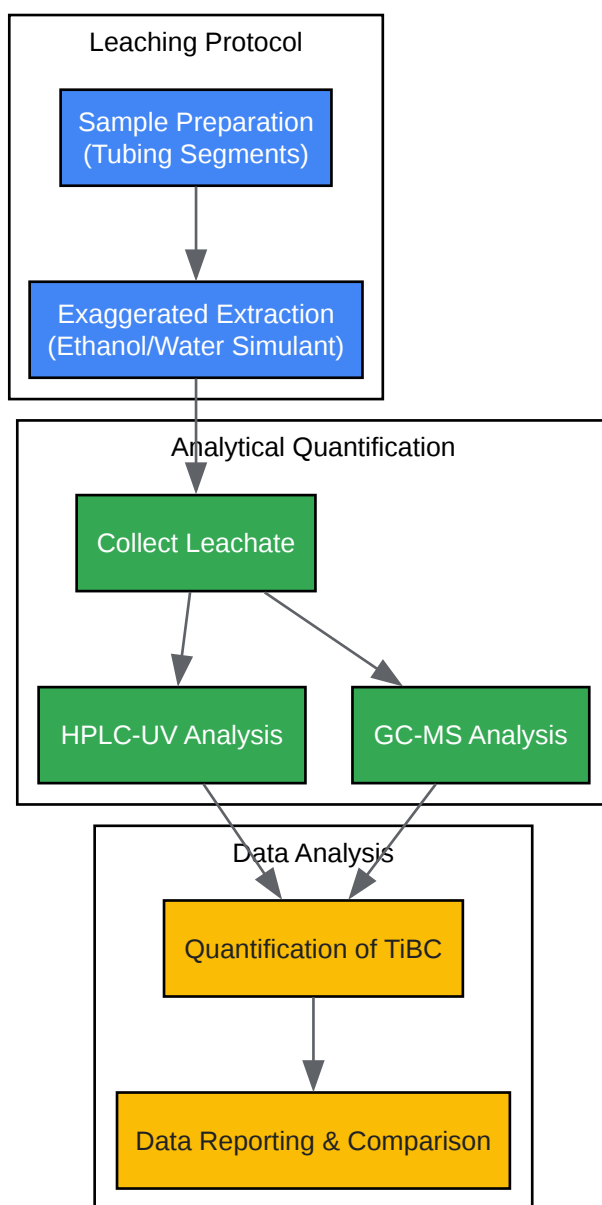 Leaching Protocol
Sample Preparation
(Tubing Segments)
Exaggerated Extraction
(Ethanol/Water Simulant)
Analytical Quantification
Collect Leachate
HPLC-UV Analysis
GC-MS Analysis
Data Analysis
Quantification of TiBC
Data Reporting & Comparison